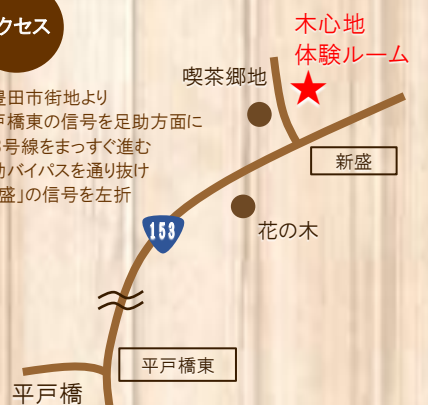 クセス
木心地
体験ルーム
喫茶郷地
豊田市街地より
戸橋東の信号を足助方面に
号線をまっすぐ進む
助バイパスを通り抜け
盛」の信号を左折
新盛
花の木
153
平戸橋東
平戸橋